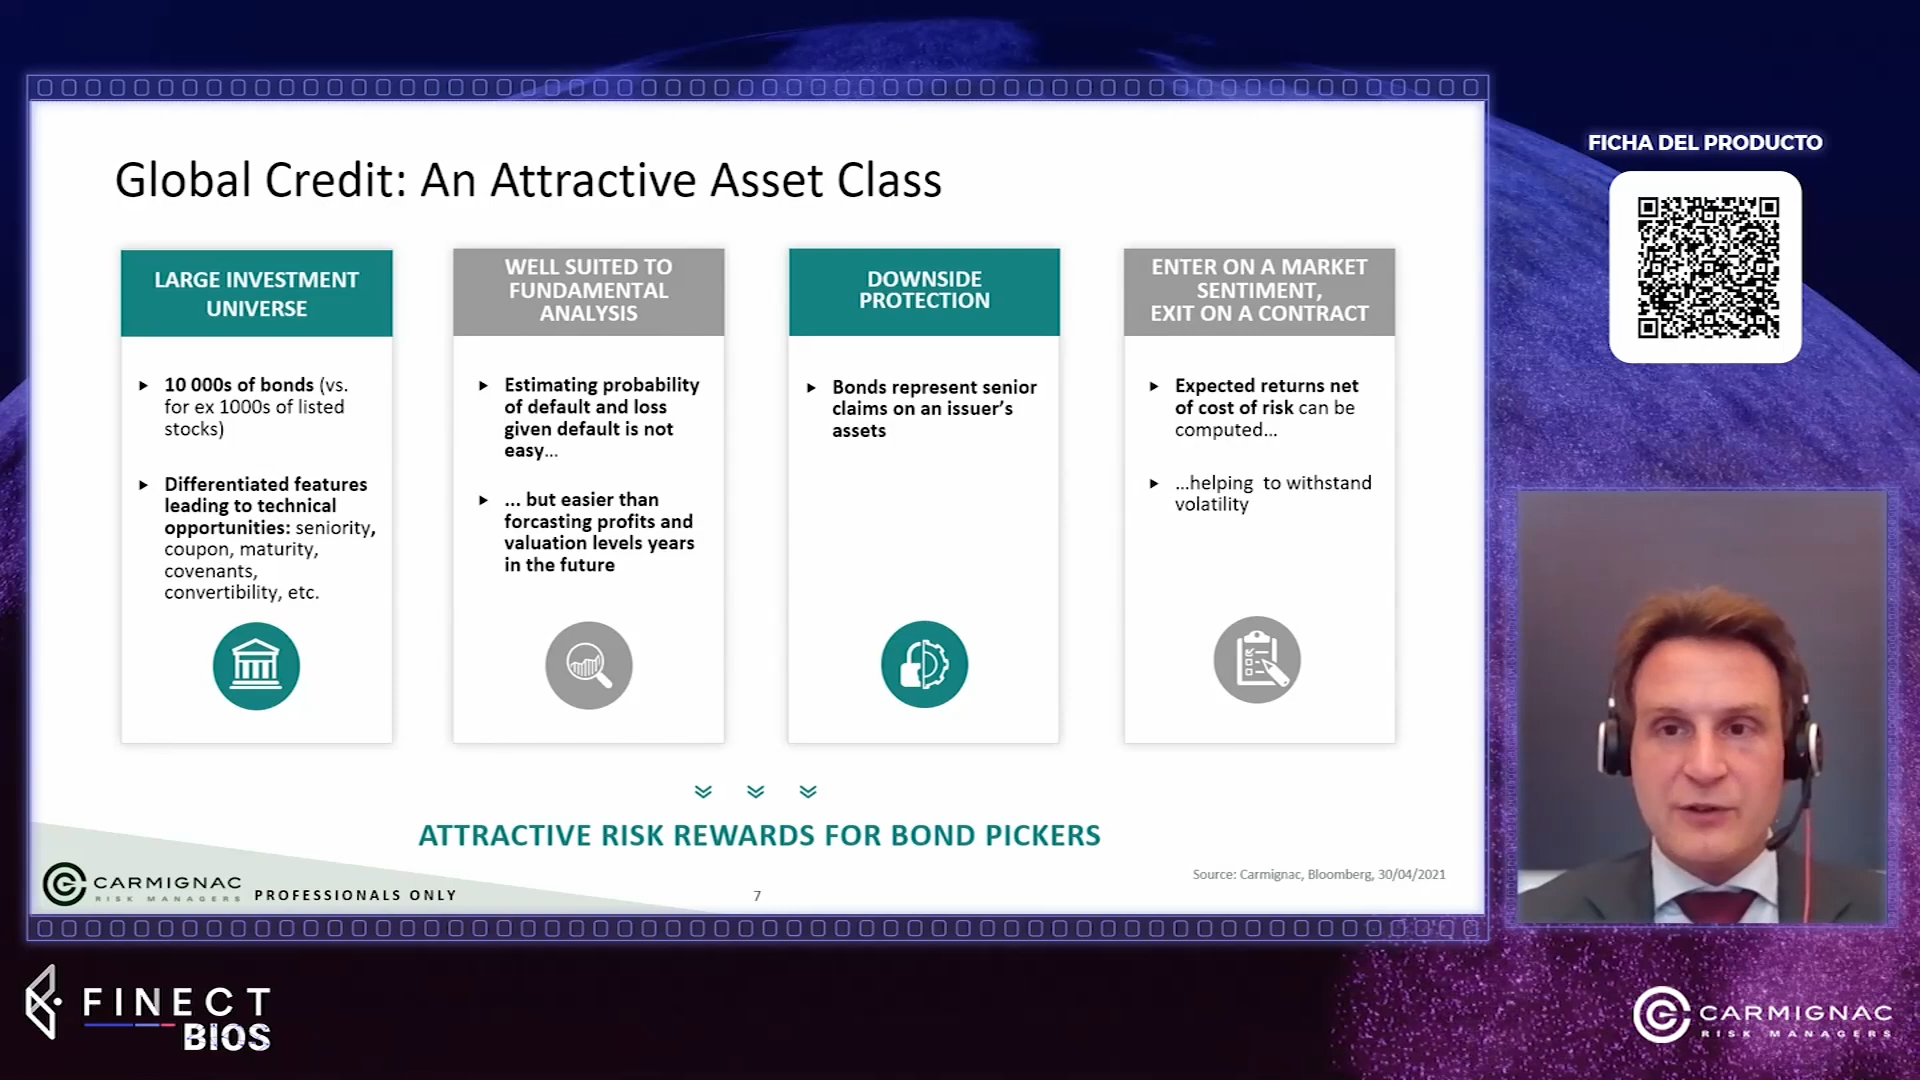 Global Credit: An Attractive Asset Class
LARGE INVESTMENT
UNIVERSE
10 000s of bonds (vs.
for ex 1000s of listed
stocks)
Differentiated features
leading to technical
opportunities: seniority,
coupon, maturity,
covenants,
convertibility, etc.
WELL SUITED TO
FUNDAMENTAL
ANALYSIS
Estimating probability
of default and loss
given default is not
easy...
... but easier than
forcasting profits and
valuation levels years
in the future
DOWNSIDE
PROTECTION
Bonds represent senior
claims on an issuer's
assets
ENTER ON A MARKET
SENTIMENT,
EXIT ON A CONTRACT
Expected returns net
of cost of risk can be
computed...
...helping to withstand
volatility
ATTRACTIVE RISK REWARDS FOR BOND PICKERS
Source: Carmignac, Bloomberg, 30/04/2021
CARMIGNAC
RISK MANAGERS
PROFESSIONALS ONLY
7
FICHA DEL PRODUCTO
FINECT
BIOS
CARMIGNAC
RISK MANAGERS